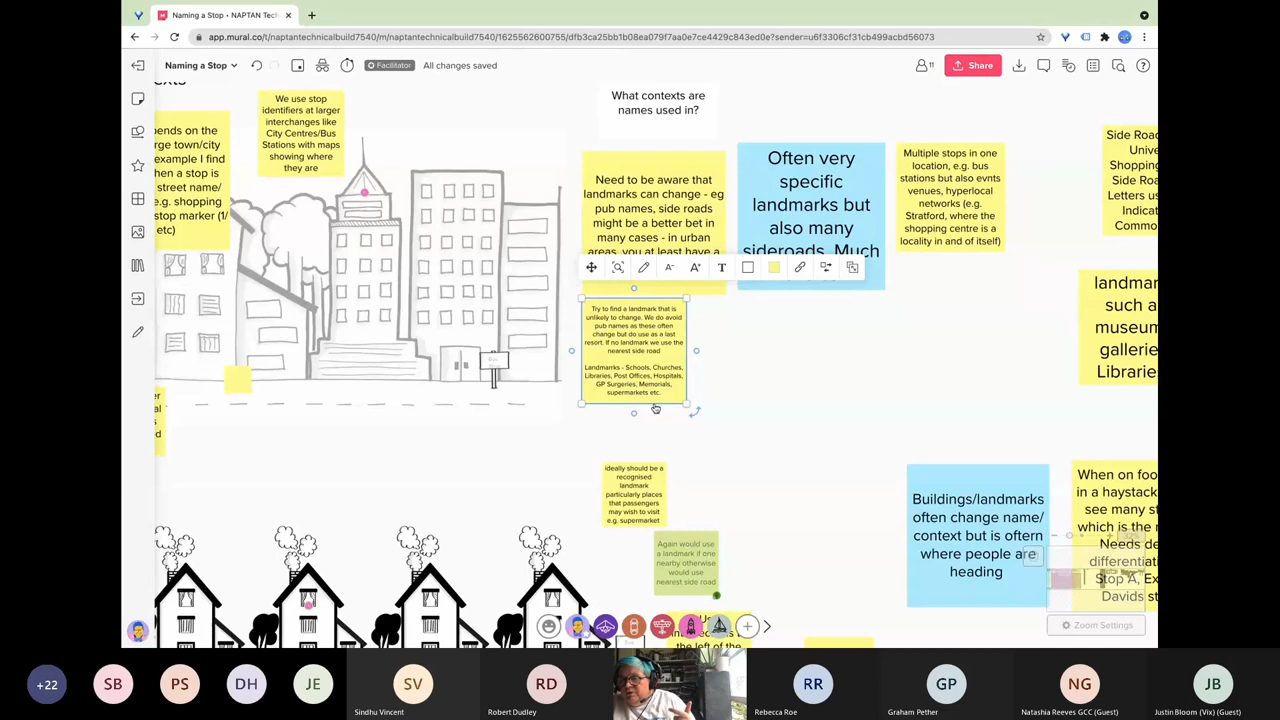 Naming a Stop • NAPTAN Tech
app.mural.co/t/naptantechnicalbuild7540/m/naptantechnicalbuild7540/1625562600755/dfb3ca25bb1b08ea079f7aa0e7ce4429c843ed0e?sender=u6f3306cf31cb499acbd56073
Naming a Stop
Facilitator
All changes saved
11
Share
We use stop
identifiers at larger
interchanges like
City Centres/Bus
Stations with maps
showing where
they are
ends on the
rge town/city
example I find
hen a stop is
street name/
e.g. shopping
stop marker (1/
etc)
What contexts are
names used in?
Need to be aware that
landmarks can change - eg
pub names, side roads
might be a better bet in
many cases - in urban
areas, you at least have a
Often very
specific
landmarks but
also many
sideroads. Much
Multiple stops in one
location, e.g. bus
stations but also evnts
venues, hyperlocal
networks (e.g.
Stratford, where the
shopping centre is a
locality in and of itself)
Side Road
Unive
Shopping
Side Road
Letters us
Indicat
Commo
Try to find a landmark that is
unlikely to change. We do avoid
pub names as these often
change but do use as a last
resort. If no landmark we use the
nearest side road
Landmarrks - Schools, Churches,
Libraries, Post Offices, Hospitals,
GP Surgeries, Memorials,
supermarkets etc.
landmar
such a
museum
gallerie
Librarie
ideally should be a
recognised
landmark
particularly places
that passengers
may wish to visit
e.g. supermarket
Again would use
a landmark if one
nearby otherwise
would use
nearest side road
Buildings/landmarks
often change name/
context but is oftern
where people are
heading
When on foo
in a haystack
see many st
which is the r
Needs de
differentiat
Stop A, Ex
Davids st
32%
Zoom Settings
the left of the
+22
SB
PS
DH
JE
SV
Sindhu Vincent
RD
Robert Dudley
RR
Rebecca Roe
GP
Graham Pether
NG
Natashia Reeves GCC (Guest)
JB
Justin Bloom (Vix) (Guest)